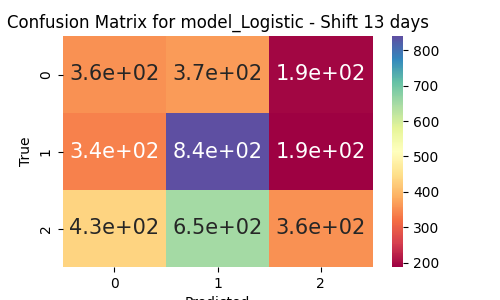 Confusion Matrix for model_Logistic - Shift 13 days
0 3.6e+02 3.7e+02 1.9e+02
1 3.4e+02 8.4e+02 1.9e+02
2 4.3e+02 6.5e+02 3.6e+02
True
0 1 2
Predicted
800
700
600
500
400
300
200